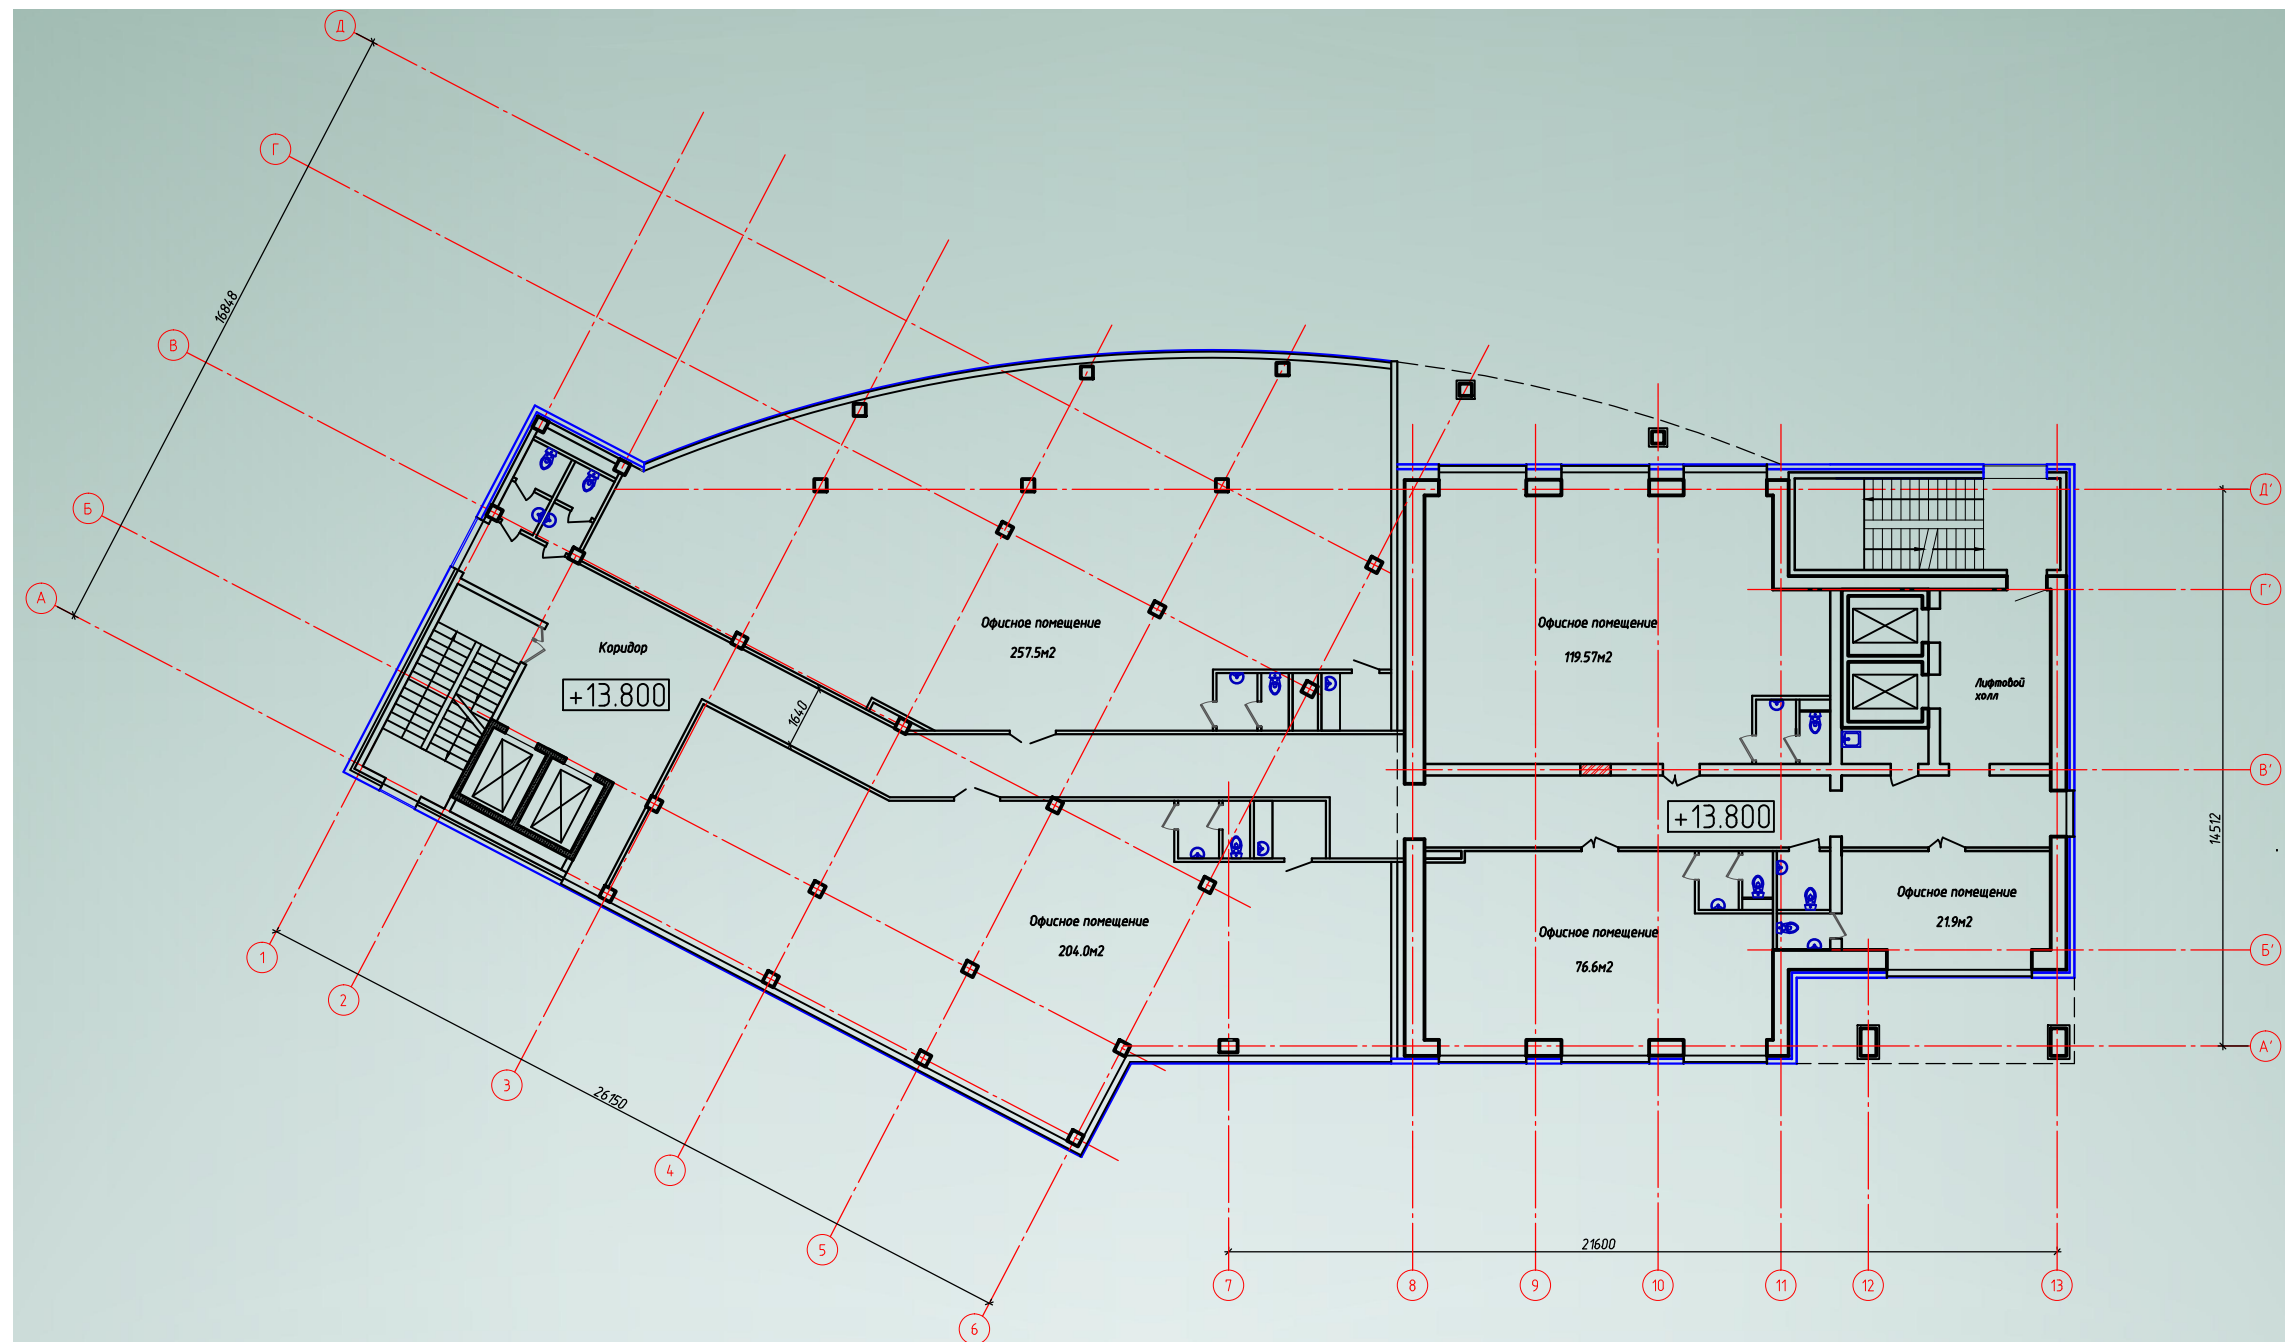 Д
Г
16848
В
Б
А
Офисное помещение
257.5м2
Офисное помещение
119.57м2
Коридор
+13.800
1640
Лифтовой
холл
+13.800
Офисное помещение
204.0м2
Офисное помещение
76.6м2
Офисное помещение
21.9м2
Д'
Г'
В'
14512
Б'
А'
1
2
3
4
5
6
26150
21600
7
8
9
10
11
12
13